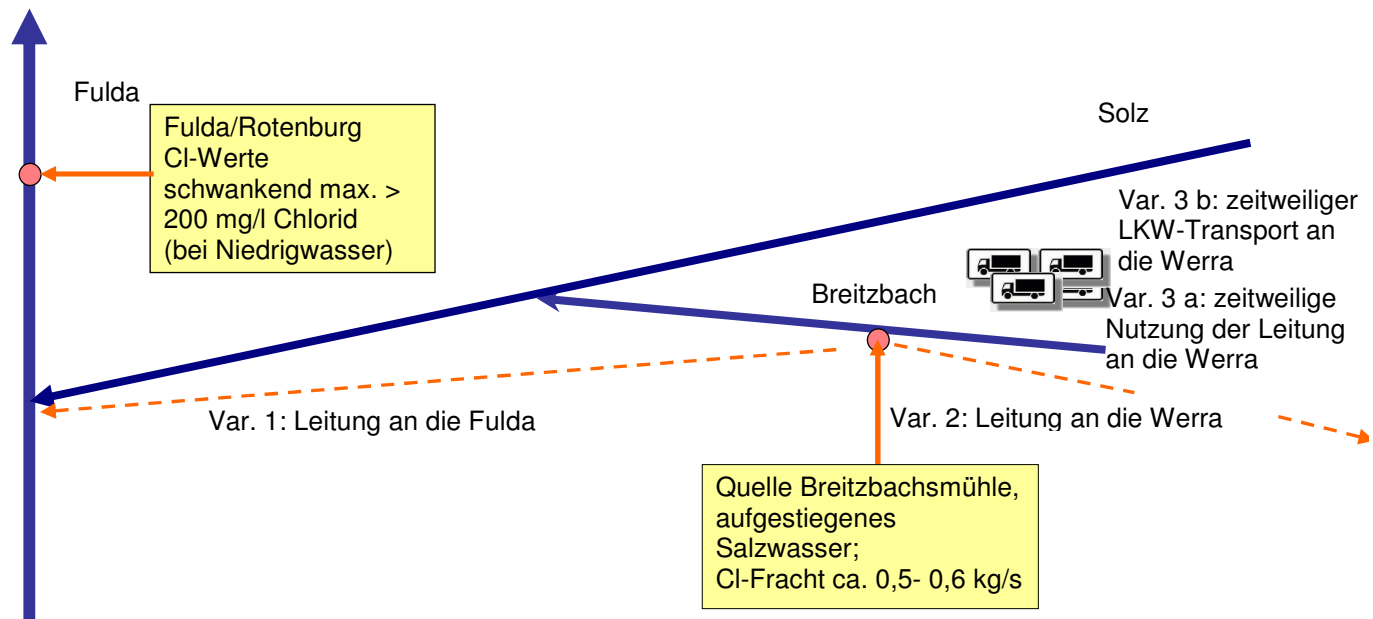 Fulda
Fulda/Rotenburg
Cl-Werte
schwankend max. >
200 mg/l Chlorid
(bei Niedrigwasser)
Solz
Var. 3 b: zeitweiliger
LKW-Transport an
die Werra
Breitzbach
Var. 3 a: zeitweilige
Nutzung der Leitung
an die Werra
Var. 1: Leitung an die Fulda
Var. 2: Leitung an die Werra
Quelle Breitzbachsmühle,
aufgestiegenes
Salzwasser;
Cl-Fracht ca. 0,5- 0,6 kg/s